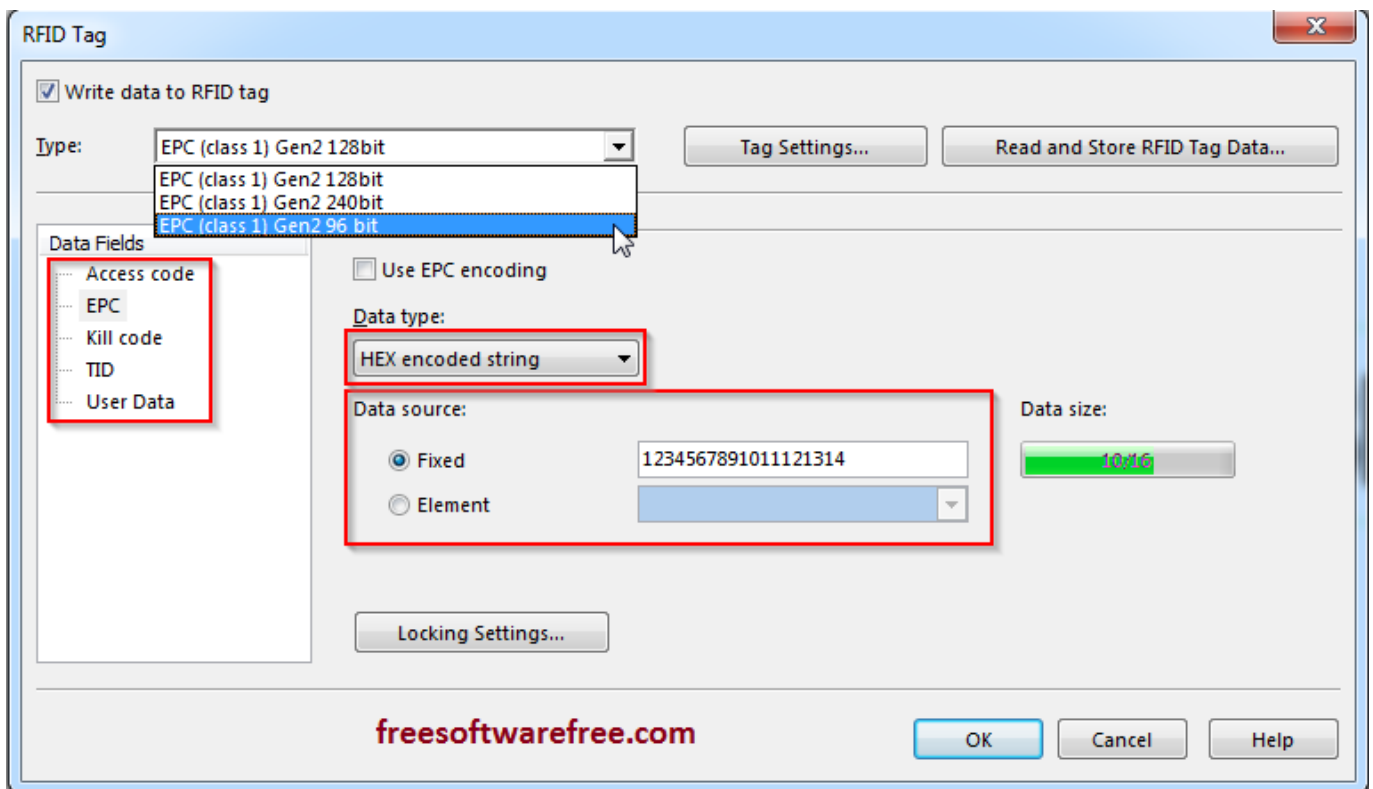 RFID Tag
Write data to RFID tag
Type: EPC (class 1) Gen2 128bit Tag Settings... Read and Store RFID Tag Data...
EPC (class 1) Gen2 128bit
EPC (class 1) Gen2 240bit
EPC (class 1) Gen2 96 bit
Data Fields
Access code
EPC
Kill code
TID
User Data
Use EPC encoding
Data type:
HEX encoded string
Data source: Data size:
Fixed 1234567891011121314 10/16
Element
Locking Settings...
freesoftwarefree.com
OK Cancel Help